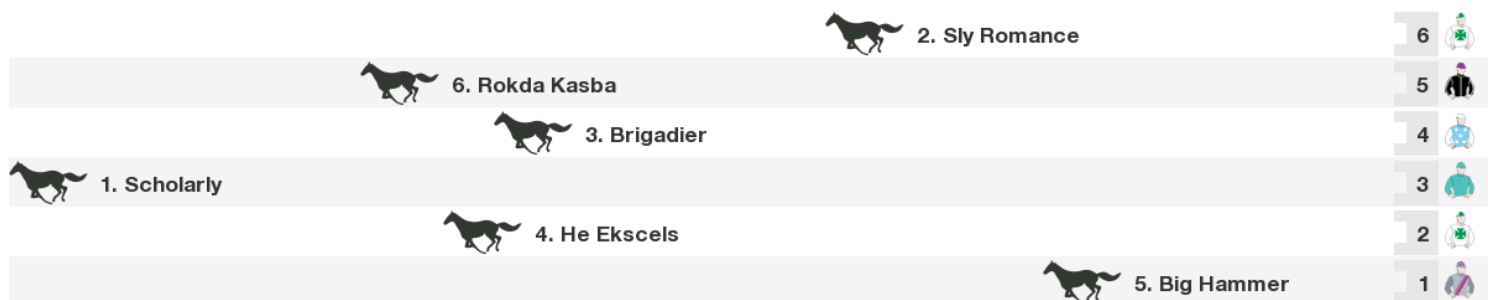 2. Sly Romance 6
6. Rokda Kasba 5
3. Brigadier 4
1. Scholarly 3
4. He Ekscels 2
5. Big Hammer 1